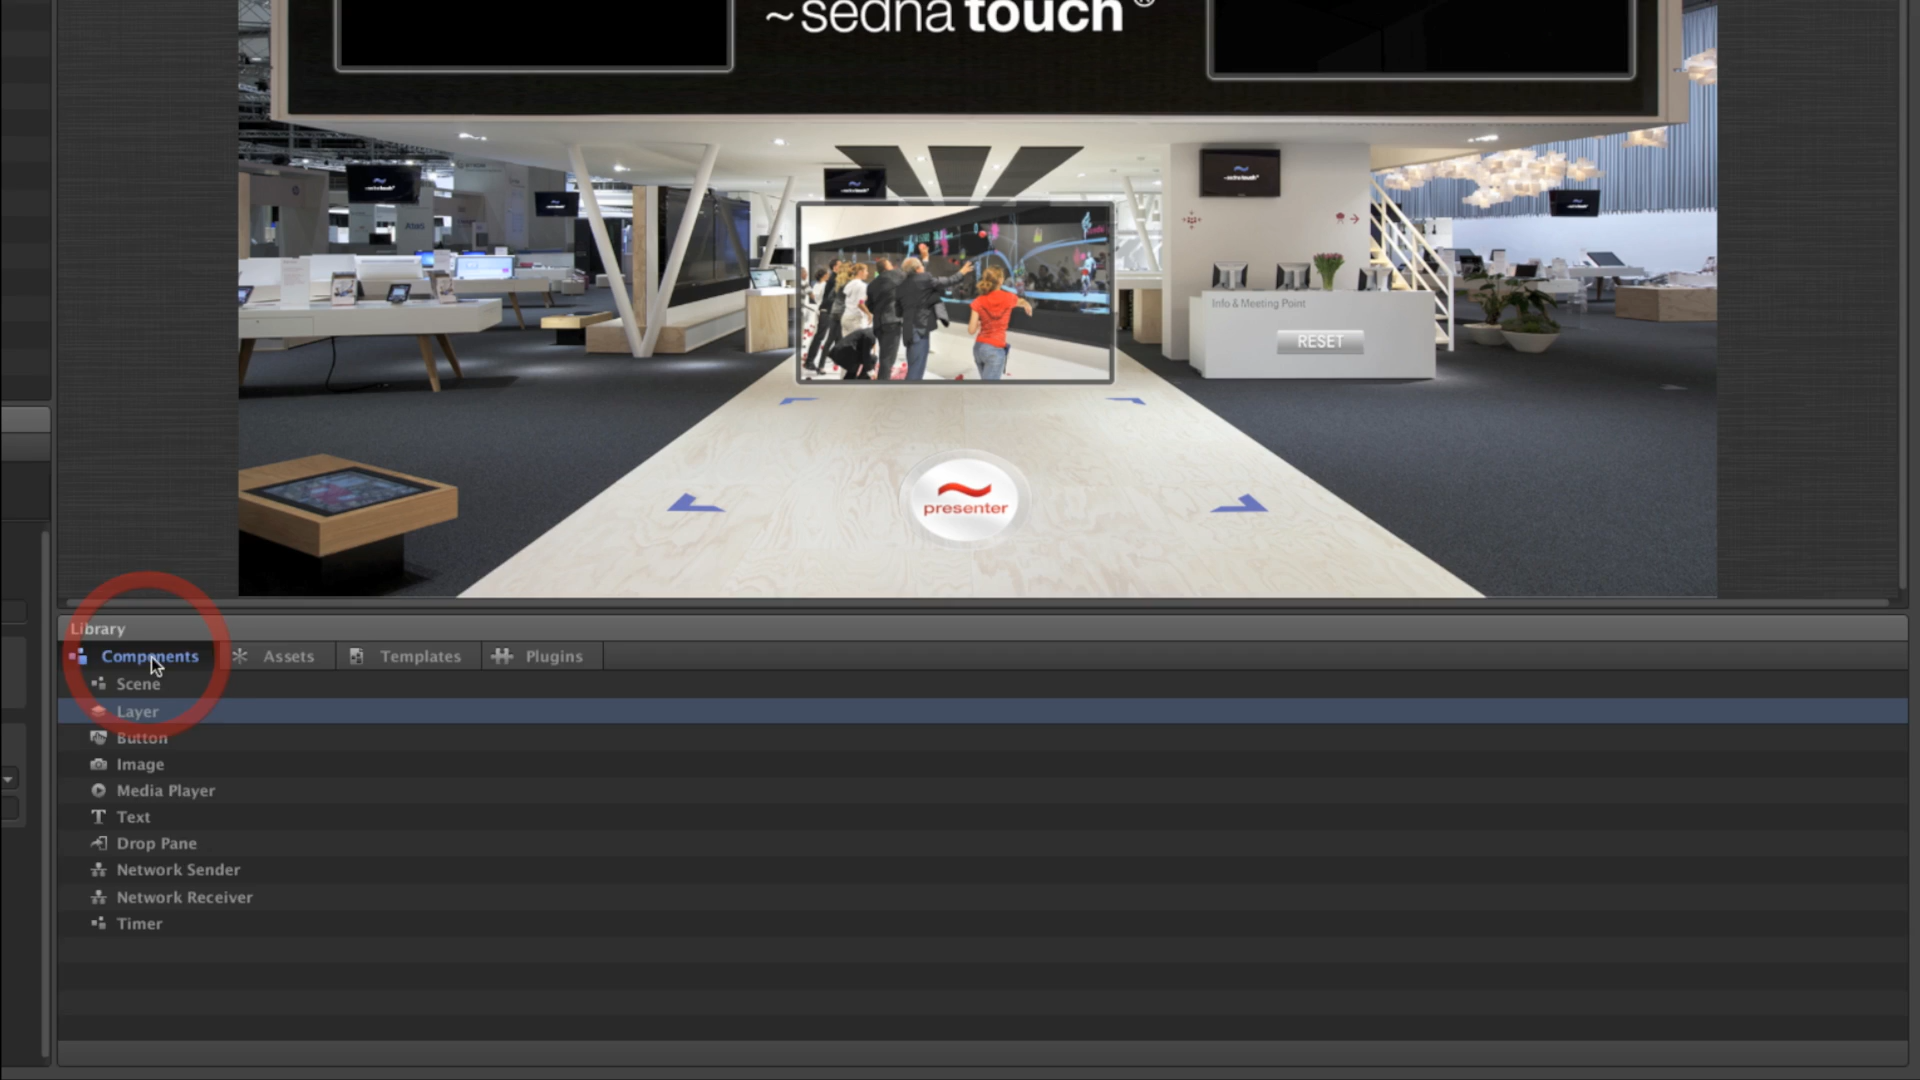 ~sedna touch®
Info & Meeting Point
RESET
presenter
Library
Components
Assets
Templates
Plugins
Scene
Layer
Button
Image
Media Player
Text
Drop Pane
Network Sender
Network Receiver
Timer